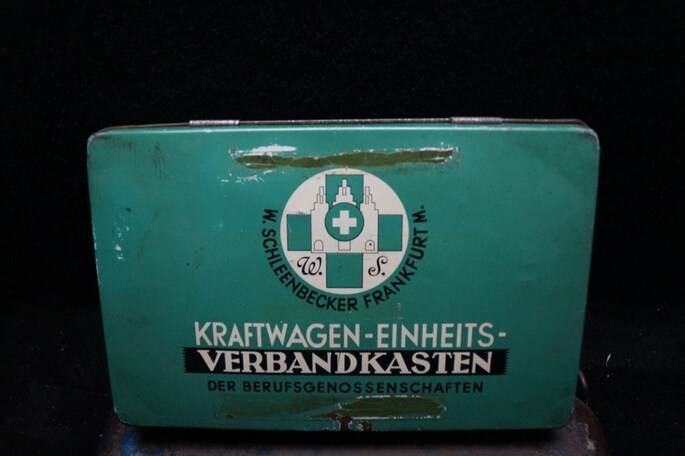 W. S.
W. SCHLEENBECKER FRANKFURT M.
KRAFTWAGEN-EINHEITS-
VERBANDKASTEN
DER BERUFSGENOSSENSCHAFTEN